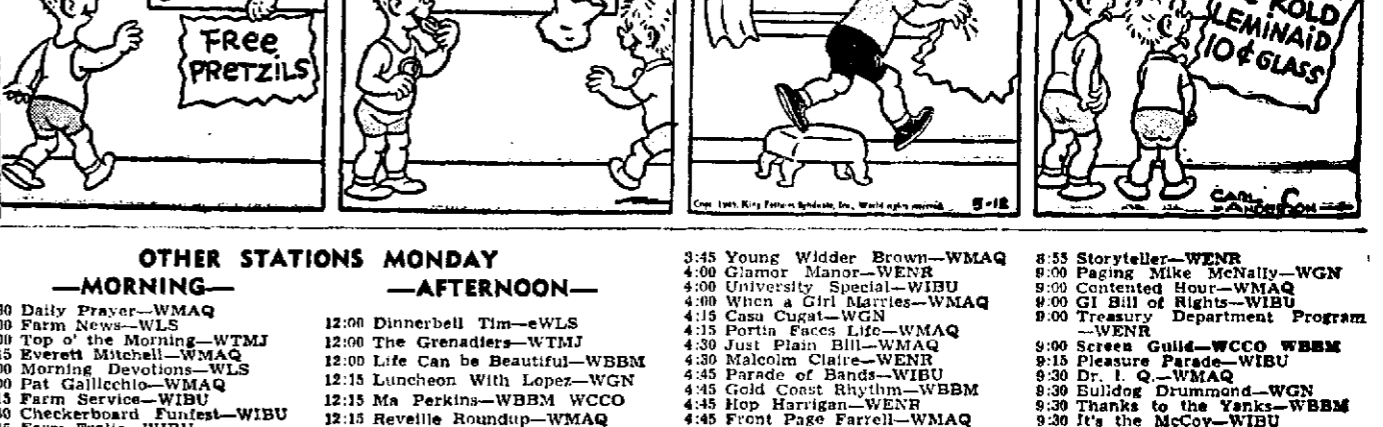 FRee
PReTZILS
KOLD
LEMINAID
10¢ GLASS
5-12
CARL
ANDERSON
OTHER STATIONS MONDAY
—MORNING—
Daily Prayer—WMAQ
Farm News—WLS
Top o' the Morning—WTMJ
Everett Mitchell—WMAQ
Morning Devotions—WLS
Pat Gallicchio—WMAQ
Farm Service—WIBU
Checkerboard Funfest—WIBU
—AFTERNOON—
12:00 Dinnerbell Tim—eWLS
12:00 The Grenadiers—WTMJ
12:00 Life Can be Beautiful—WBBM
12:15 Luncheon With Lopez—WGN
12:15 Ma Perkins—WBBM WCCO
12:15 Reveille Roundup—WMAQ
3:45 Young Widder Brown—WMAQ
4:00 Glamor Manor—WENR
4:00 University Special—WIBU
4:00 When a Girl Marries—WMAQ
4:15 Casa Cugat—WGN
4:15 Portia Faces Life—WMAQ
4:30 Just Plain Bill—WMAQ
4:30 Malcolm Claire—WENR
4:45 Parade of Bands—WIBU
4:45 Gold Coast Rhythm—WBBM
4:45 Hop Harrigan—WENR
4:45 Front Page Farrell—WMAQ
8:55 Storyteller—WENR
9:00 Paging Mike McNally—WGN
9:00 Contented Hour—WMAQ
9:00 GI Bill of Rights—WIBU
9:00 Treasury Department Program
—WENR
9:00 Screen Guild—WCCO WBBM
9:15 Pleasure Parade—WIBU
9:30 Dr. I. Q.—WMAQ
9:30 Bulldog Drummond—WGN
9:30 Thanks to the Yanks—WBBM
9:30 It's the McCoy—WIBU